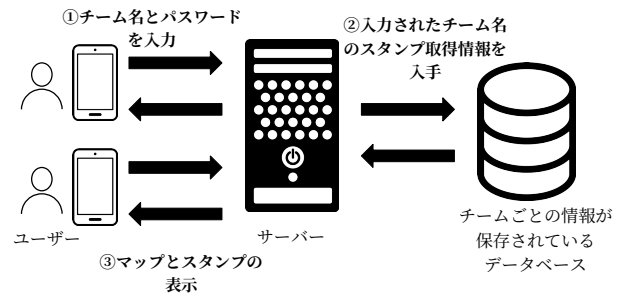 ①チーム名とパスワード
を入力
②入力されたチーム名
のスタンプ取得情報を
入手
ユーザー
サーバー
チームごとの情報が
保存されている
データベース
③マップとスタンプの
表示